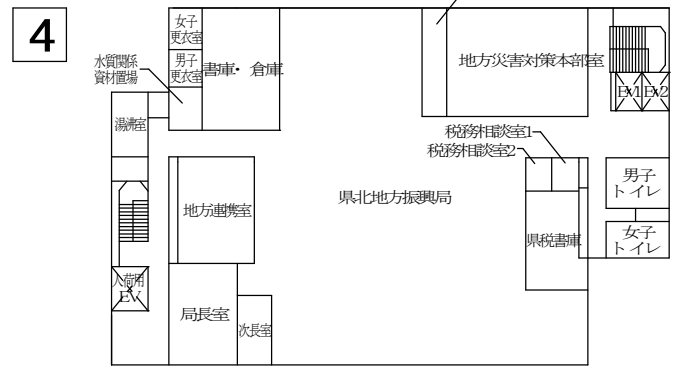 4
女子
更衣室
男子
更衣室
書庫・倉庫
地方災害対策本部室
水質関係
資材置場
EV1
EV2
湯沸室
税務相談室1
税務相談室2
男子
トイレ
地方連携室
県北地方振興局
県税書庫
女子
トイレ
人荷用
EV
局長室
次長室